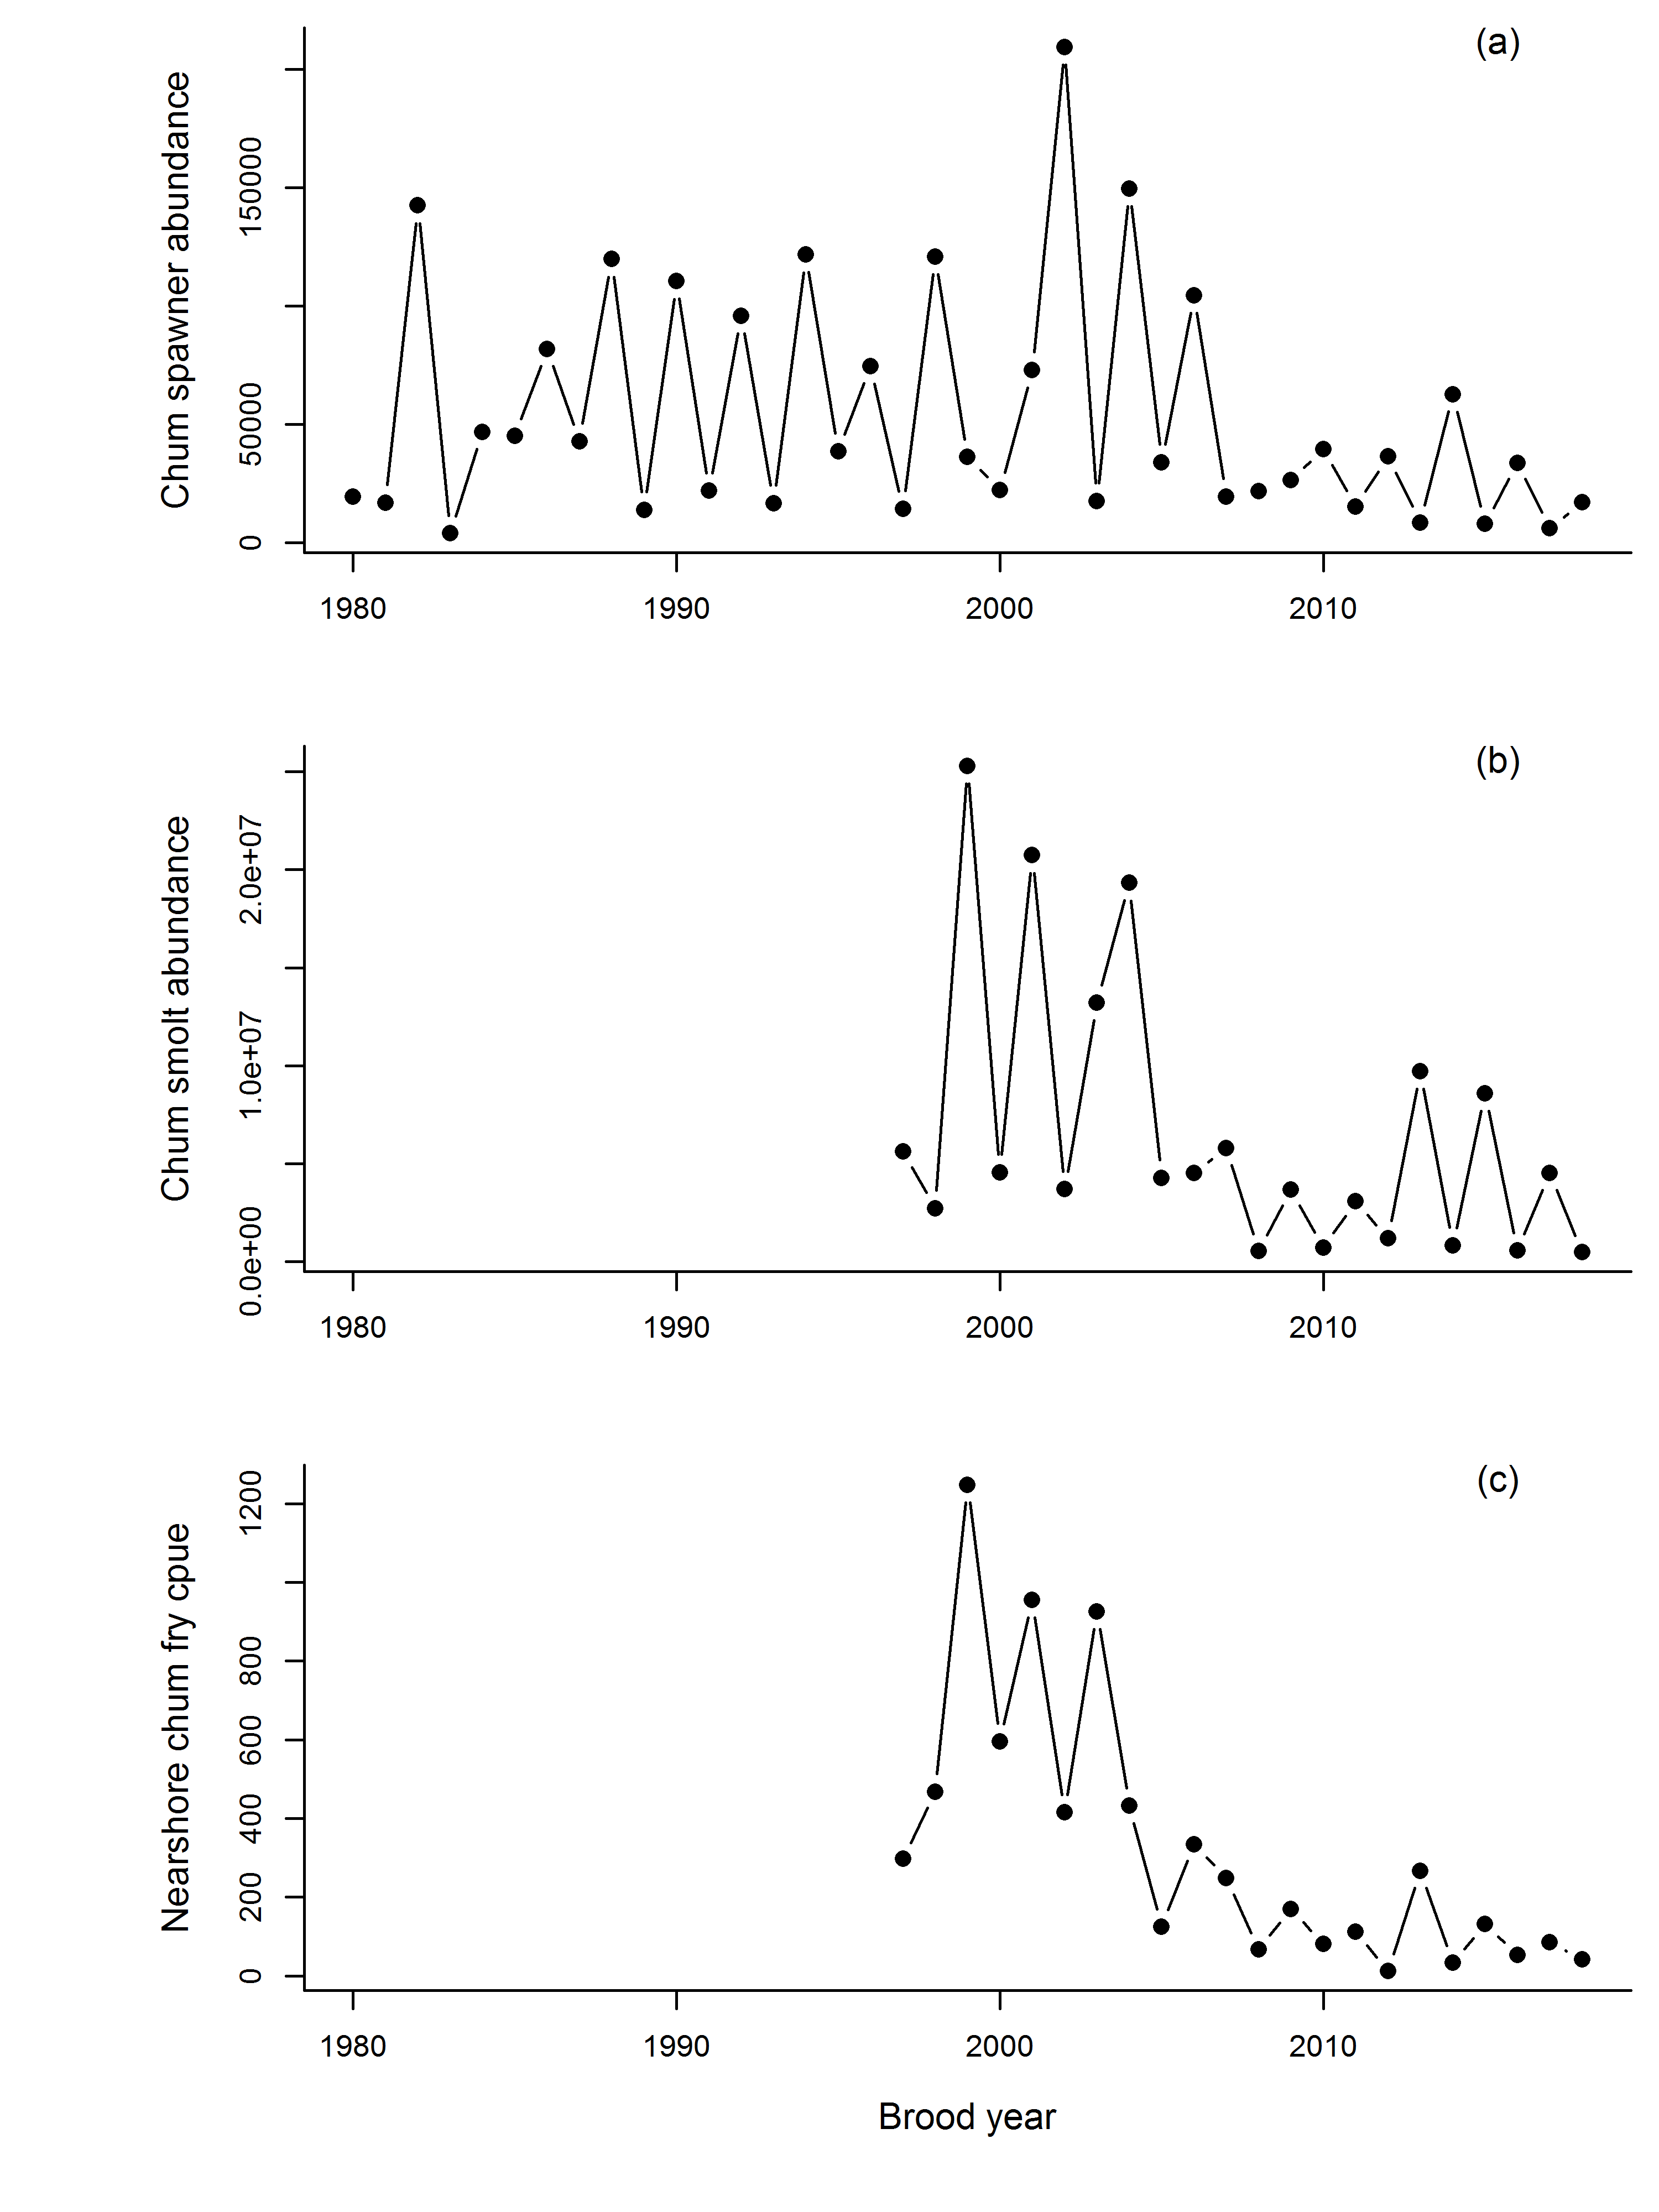 (a)
Chum spawner abundance
150000
50000
0
1980 1990 2000 2010
(b)
Chum smolt abundance
2.0e+07
1.0e+07
0.0e+00
1980 1990 2000 2010
(c)
Nearshore chum fry cpue
1200
800
600
400
200
0
1980 1990 2000 2010
Brood year